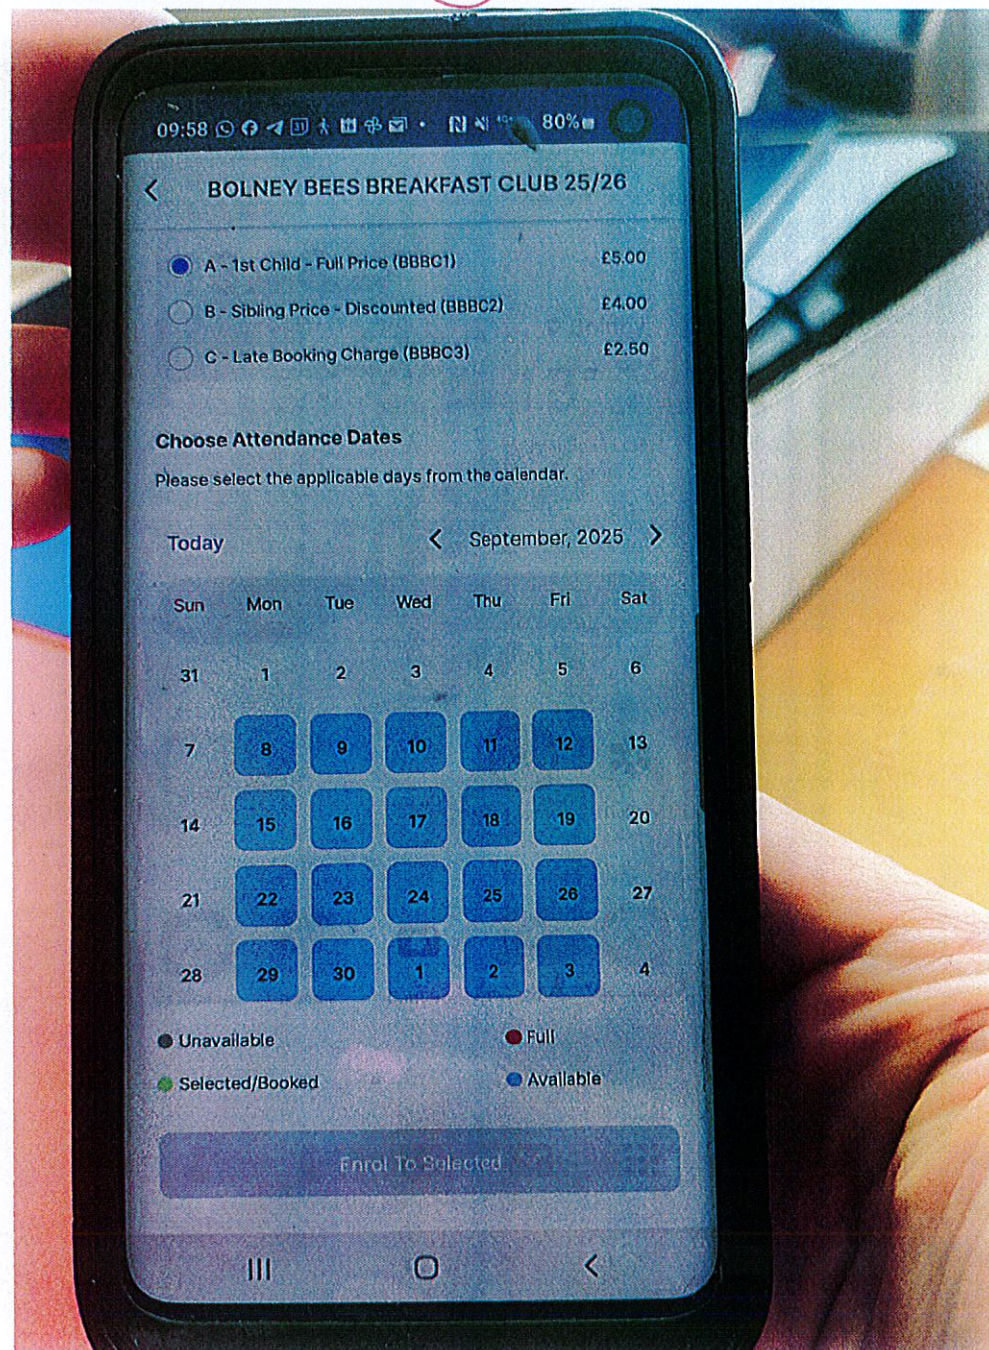 09:58 80%
BOLNEY BEES BREAKFAST CLUB 25/26
A - 1st Child - Full Price (BBBC1) £5.00
B - Sibling Price - Discounted (BBBC2) £4.00
C - Late Booking Charge (BBBC3) £2.50
Choose Attendance Dates
Please select the applicable days from the calendar.
Today < September, 2025 >
Sun Mon Tue Wed Thu Fri Sat
31 1 2 3 4 5 6
7 8 9 10 11 12 13
14 15 16 17 18 19 20
21 22 23 24 25 26 27
28 29 30 1 2 3 4
Unavailable Full
Selected/Booked Available
Enrol To Selected